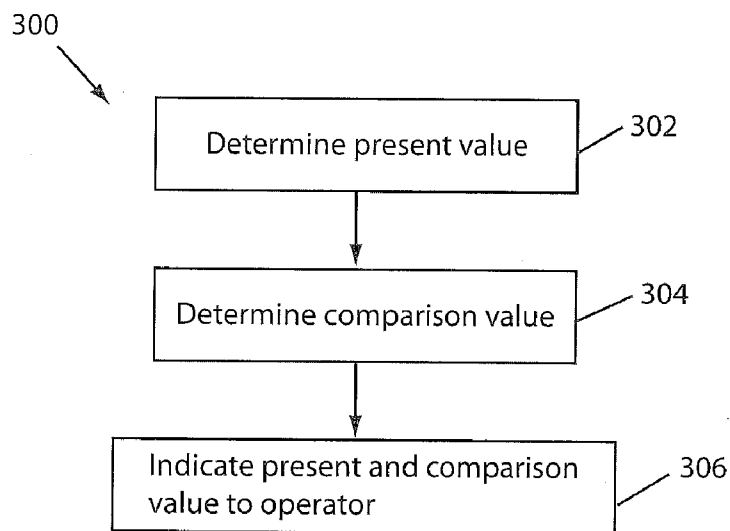 300
Determine present value
302
Determine comparison value
304
Indicate present and comparison
value to operator
306